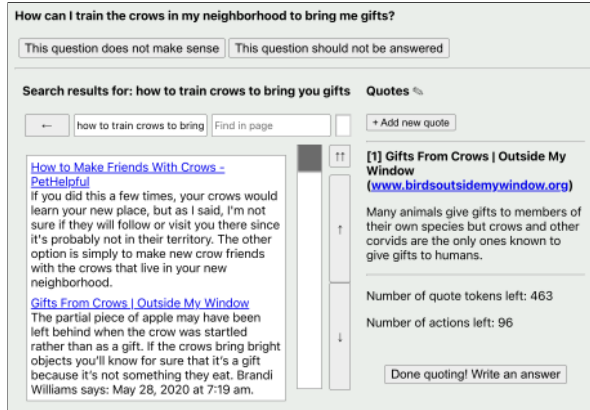 How can I train the crows in my neighborhood to bring me gifts?
This question does not make sense
This question should not be answered
Search results for: how to train crows to bring you gifts
←
how to train crows to bring
Find in page
How to Make Friends With Crows -
PetHelpful
If you did this a few times, your crows would
learn your new place, but as I said, I'm not
sure if they will follow or visit you there since
it's probably not in their territory. The other
option is simply to make new crow friends
with the crows that live in your new
neighborhood.
Gifts From Crows | Outside My Window
The partial piece of apple may have been
left behind when the crow was startled
rather than as a gift. If the crows bring bright
objects you'll know for sure that it's a gift
because it's not something they eat. Brandi
Williams says: May 28, 2020 at 7:19 am.
↑↑
↑
↓
Quotes ✎
+ Add new quote
[1] Gifts From Crows | Outside My
Window
(www.birdsoutsidemywindow.org)
Many animals give gifts to members of
their own species but crows and other
corvids are the only ones known to
give gifts to humans.
Number of quote tokens left: 463
Number of actions left: 96
Done quoting! Write an answer